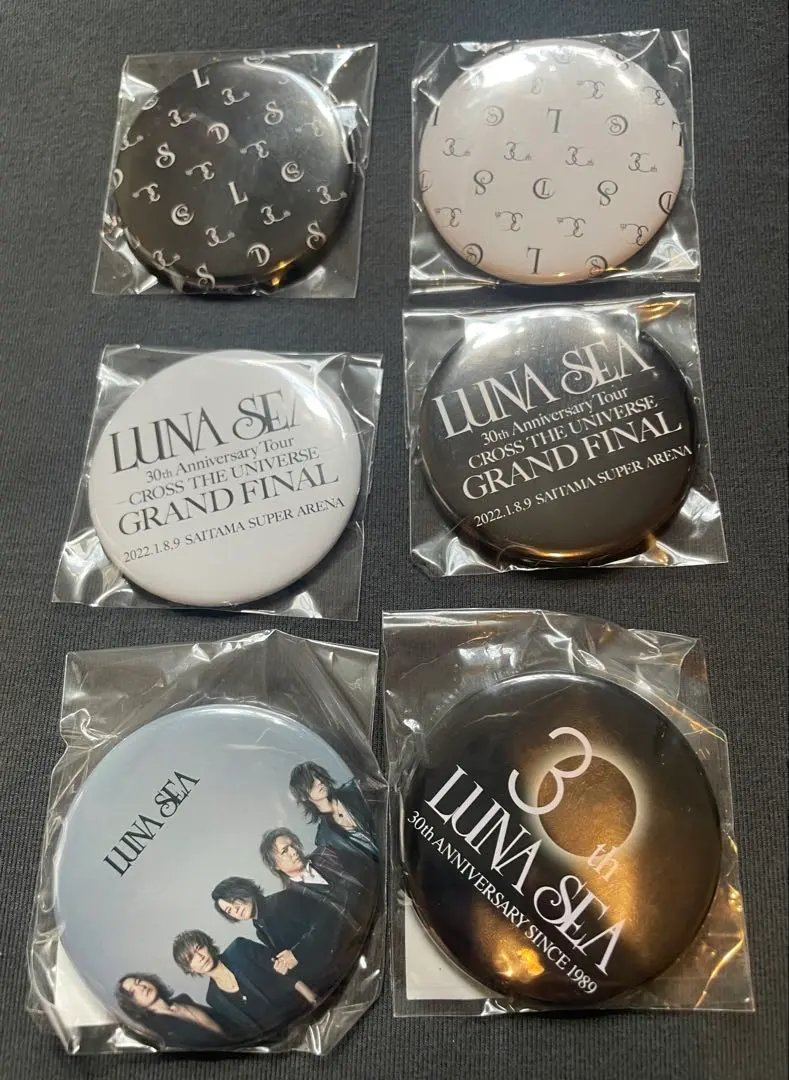 LUNA SEA
30th Anniversary Tour
CROSS THE UNIVERSE
GRAND FINAL
2022.1.8,9 SAITAMA SUPER ARENA
LUNA SEA
30th Anniversary Tour
CROSS THE UNIVERSE
GRAND FINAL
2022.1.8.9 SAITAMA SUPER ARENA
LUNA SEA
30th
LUNA SEA
30th ANNIVERSARY SINCE 1989